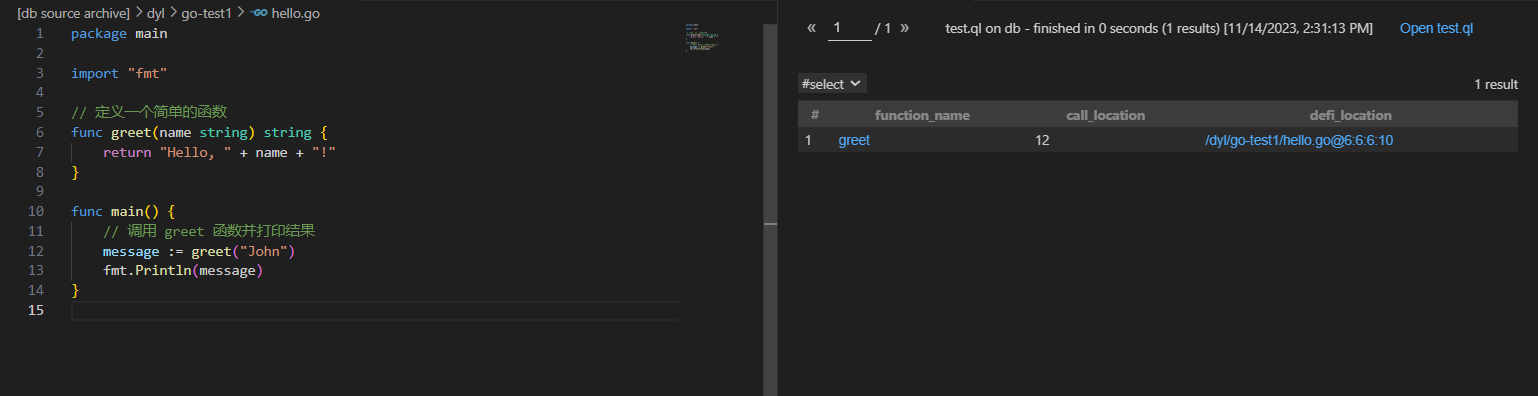 [db source archive] > dyl > go-test1 > GO hello.go
1 package main
2
3 import "fmt"
4
5 // 定义一个简单的函数
6 func greet(name string) string {
7 return "Hello, " + name + "!"
8 }
9
10 func main() {
11 // 调用 greet 函数并打印结果
12 message := greet("John")
13 fmt.Println(message)
14 }
15
« 1 / 1 » test.ql on db - finished in 0 seconds (1 results) [11/14/2023, 2:31:13 PM] Open test.ql
#select 1 result
# function_name call_location defi_location
1 greet 12 /dyl/go-test1/hello.go@6:6:6:10